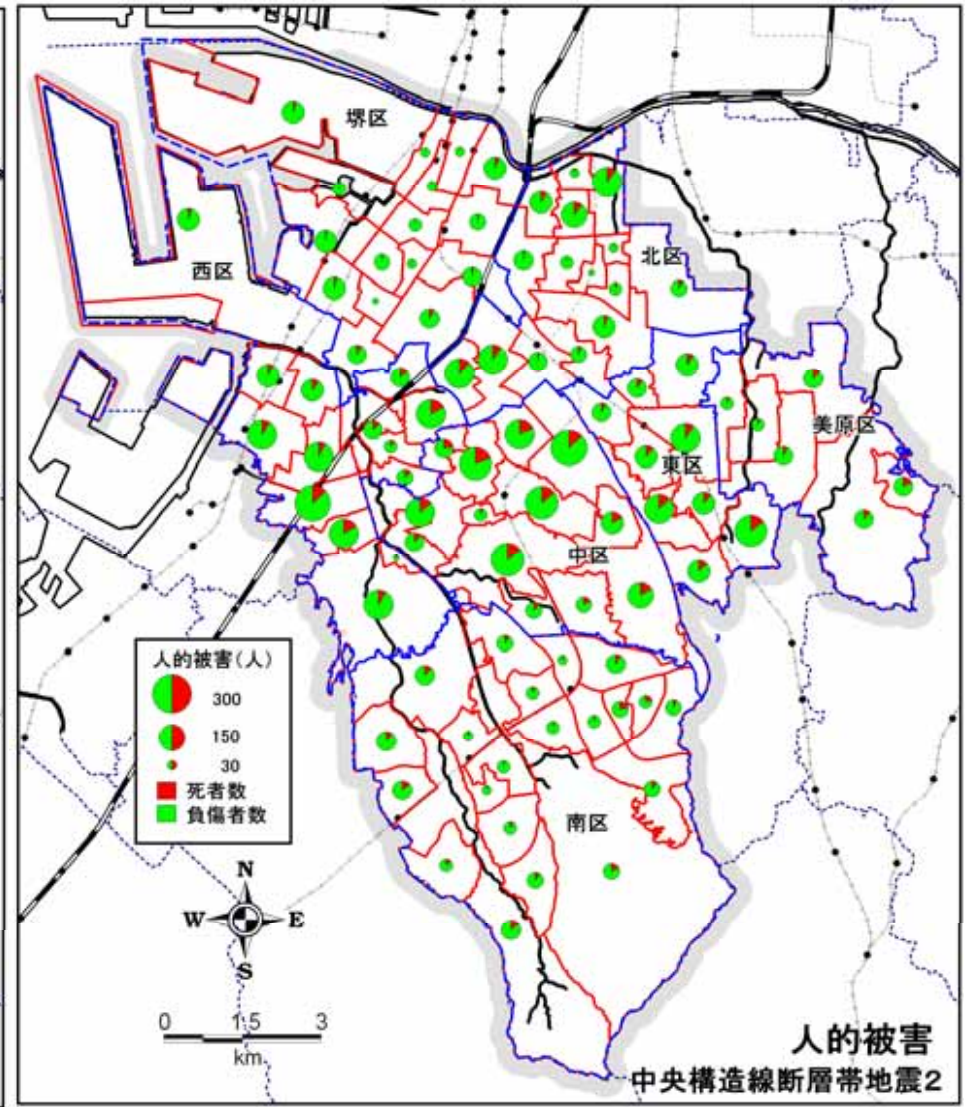 堺区
西区
北区
美原区
東区
中区
人的被害(人)
300
150
30
死者数
負傷者数
南区
N
W E
S
0 1.5 3
km
人的被害
中央構造線断層帯地震2